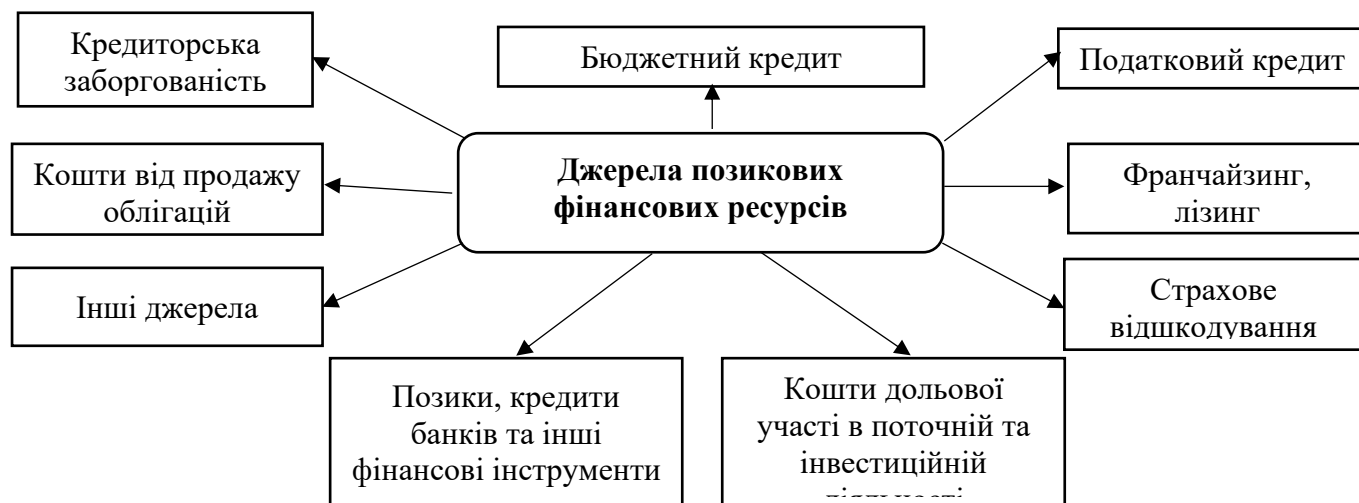 Кредиторська
заборгованість
Бюджетний кредит
Податковий кредит
Кошти від продажу
облігацій
Джерела позикових
фінансових ресурсів
Франчайзинг,
лізинг
Інші джерела
Страхове
відшкодування
Позики, кредити
банків та інші
фінансові інструменти
Кошти дольової
участі в поточній та
інвестиційній